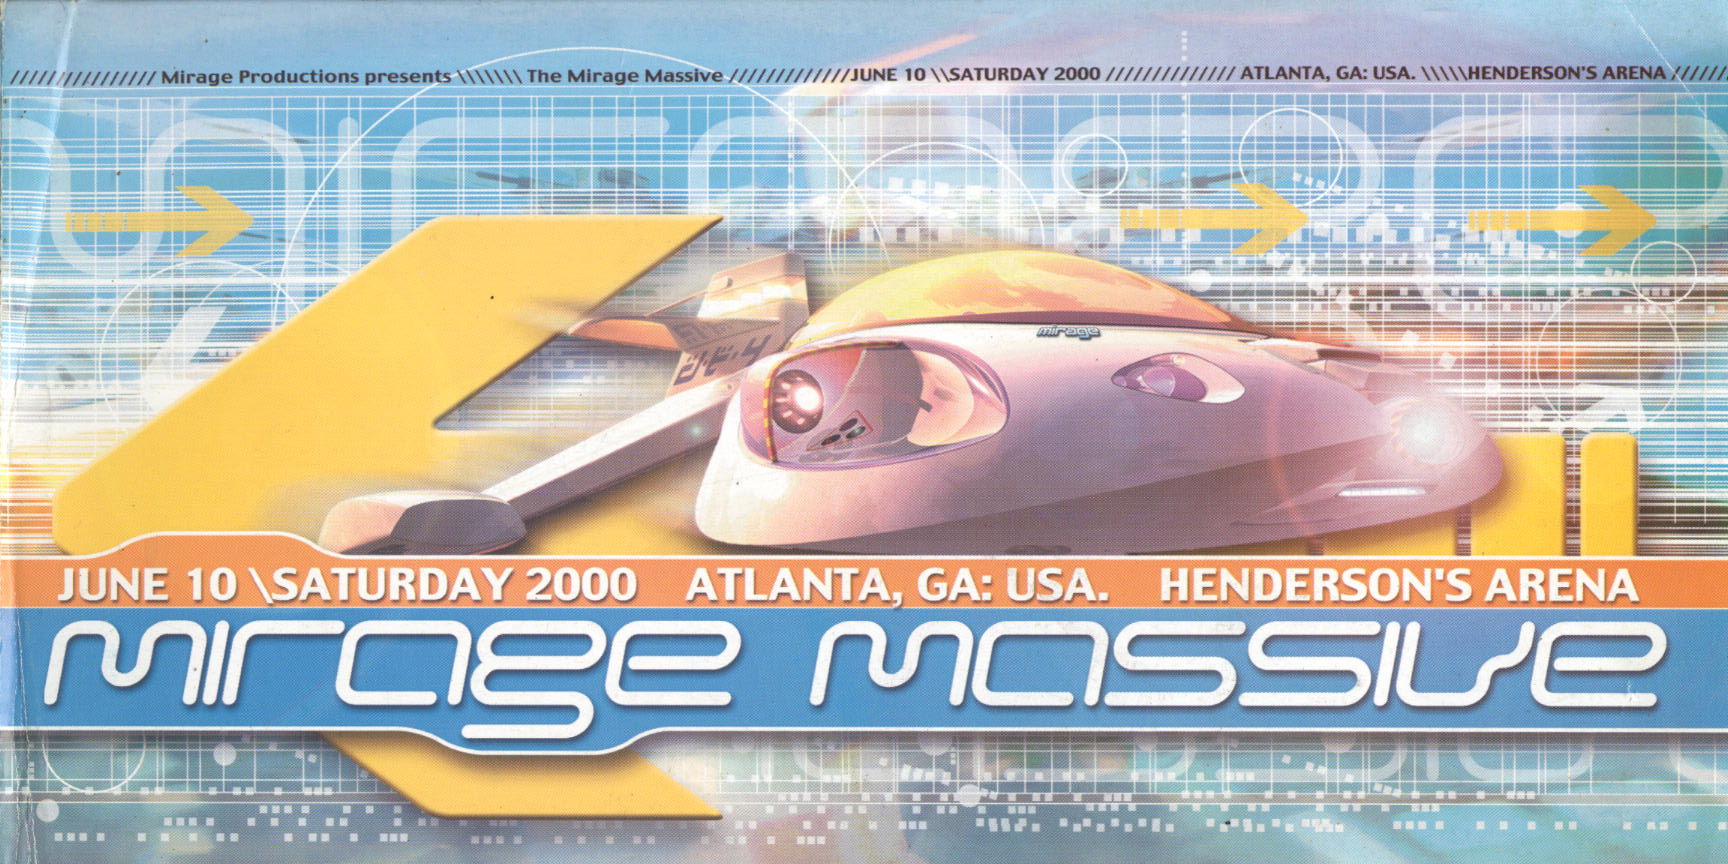 //////////////// Mirage Productions presents \\\\\\\ The Mirage Massive /////////////JUNE 10 \\SATURDAY 2000 ////////////// ATLANTA, GA: USA. \\\\\HENDERSON'S ARENA //////
mirage
JUNE 10 \SATURDAY 2000 ATLANTA, GA: USA. HENDERSON'S ARENA
mirage massive